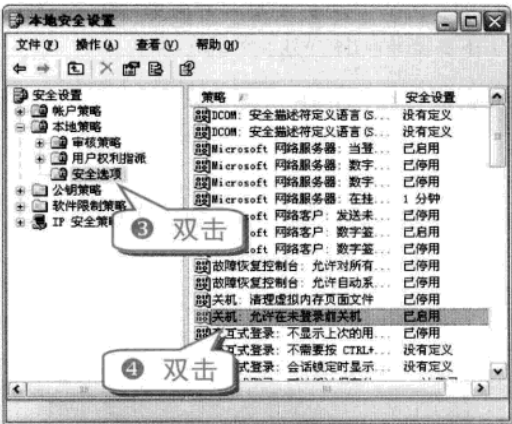 本地安全设置
文件(F) 操作(A) 查看(V) 帮助(H)
安全设置
帐户策略
本地策略
审核策略
用户权利指派
安全选项
公钥策略
软件限制策略
IP 安全策
❸ 双击
策略 安全设置
DCOM: 安全描述符定义语言(S... 没有定义
DCOM: 安全描述符定义语言(S... 没有定义
Microsoft 网络服务器: 当登... 已启用
Microsoft 网络服务器: 数字... 已停用
Microsoft 网络服务器: 数字... 已停用
Microsoft 网络服务器: 在挂... 1 分钟
soft 网络客户: 发送未... 已停用
oft 网络客户: 数字签... 已启用
soft 网络客户: 数字签... 已停用
故障恢复控制台: 允许对所有... 已停用
故障恢复控制台: 允许自动系... 已停用
关机: 清理虚拟内存页面文件 已停用
关机: 允许在未登录前关机 已启用
交互式登录: 不显示上次的用... 已停用
式登录: 不需要按 CTRL+... 没有定义
式登录: 会话锁定时显示... 没有定义
❹ 双击